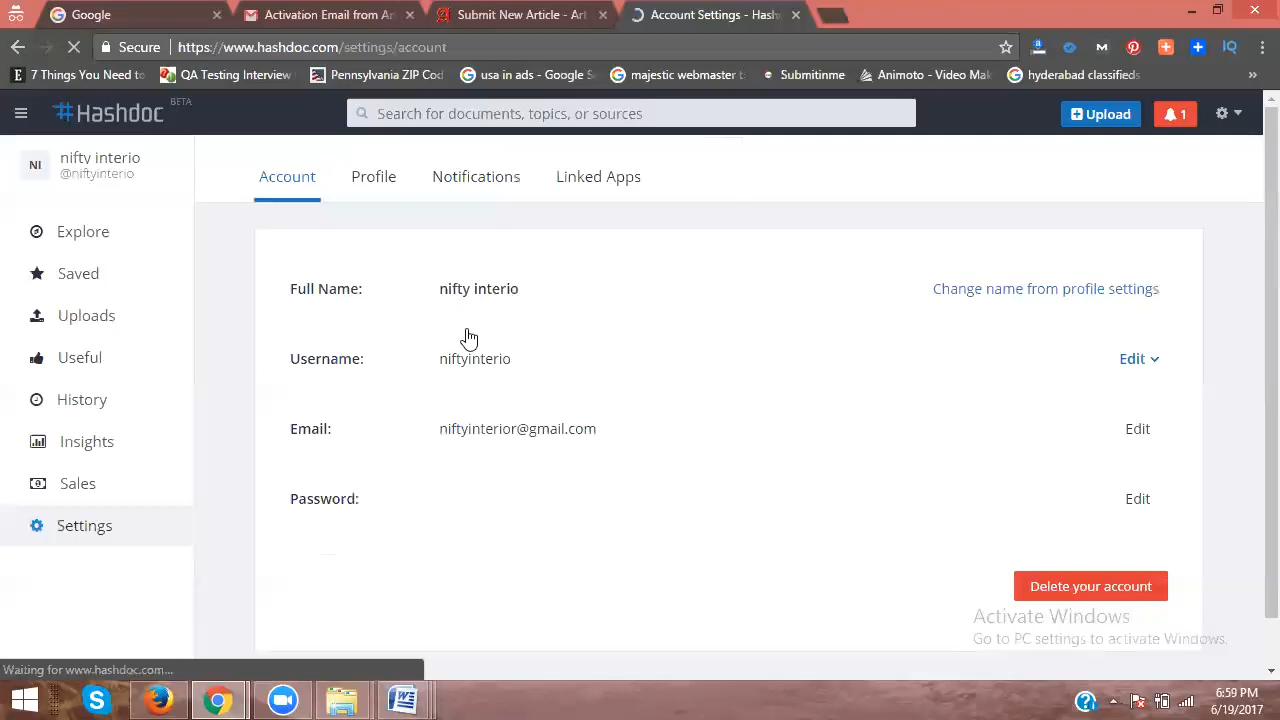 Google
Activation Email from Ar
Submit New Article - Arti
Account Settings - Hash
Secure
https://www.hashdoc.com/settings/account
7 Things You Need to
QA Testing Interview
Pennsylvania ZIP Cod
usa in ads - Google S
majestic webmaster t
Submitinme
Animoto - Video Mak
hyderabad classifieds
Hashdoc
BETA
Search for documents, topics, or sources
Upload
1
NI
nifty interio
@niftyinterio
Account
Profile
Notifications
Linked Apps
Explore
Saved
Uploads
Useful
History
Insights
Sales
Settings
Full Name:
nifty interio
Change name from profile settings
Username:
niftyinterio
Edit
Email:
niftyinterior@gmail.com
Edit
Password:
Edit
Delete your account
Activate Windows
Go to PC settings to activate Windows.
Waiting for www.hashdoc.com...
6:59 PM
6/19/2017